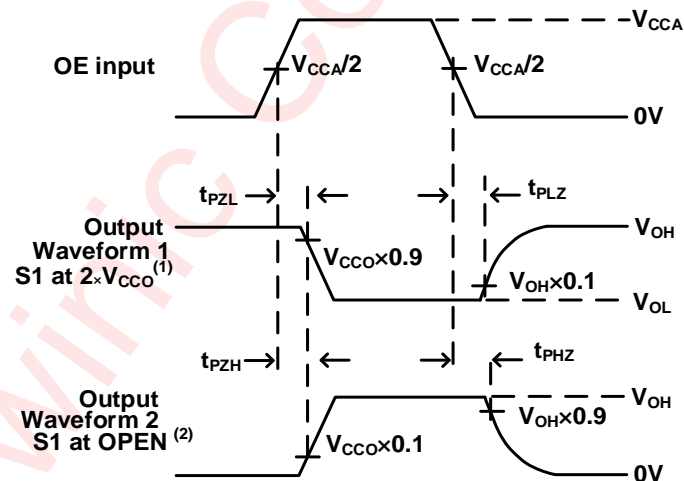 V_CCA
OE input
V_CCA/2
V_CCA/2
0V
t_PZL
t_PLZ
Output
Waveform 1
S1 at 2×V_CCO^(1)
V_CCO×0.9
V_OH
V_OH×0.1
V_OL
t_PZH
t_PHZ
Output
Waveform 2
S1 at OPEN ^(2)
V_OH
V_OH×0.9
V_CCO×0.1
0V
winic Co